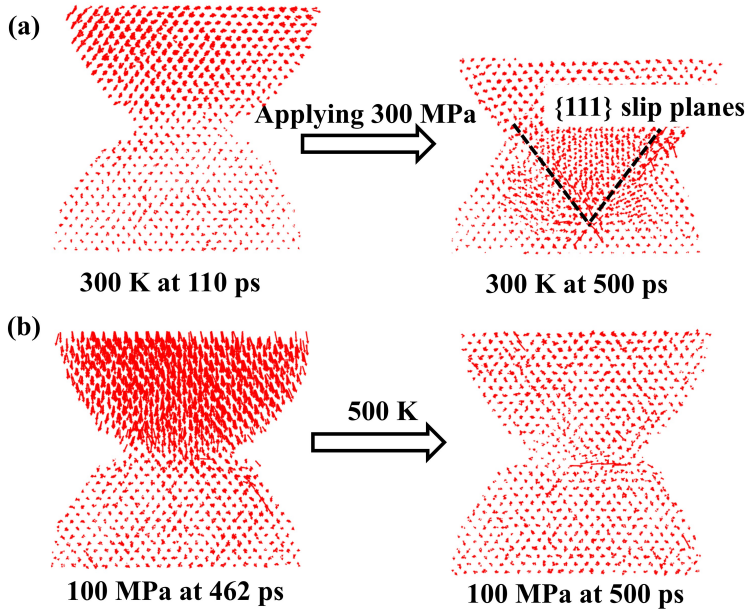 (a)
Applying 300 MPa
{111} slip planes
300 K at 110 ps
300 K at 500 ps
(b)
500 K
100 MPa at 462 ps
100 MPa at 500 ps